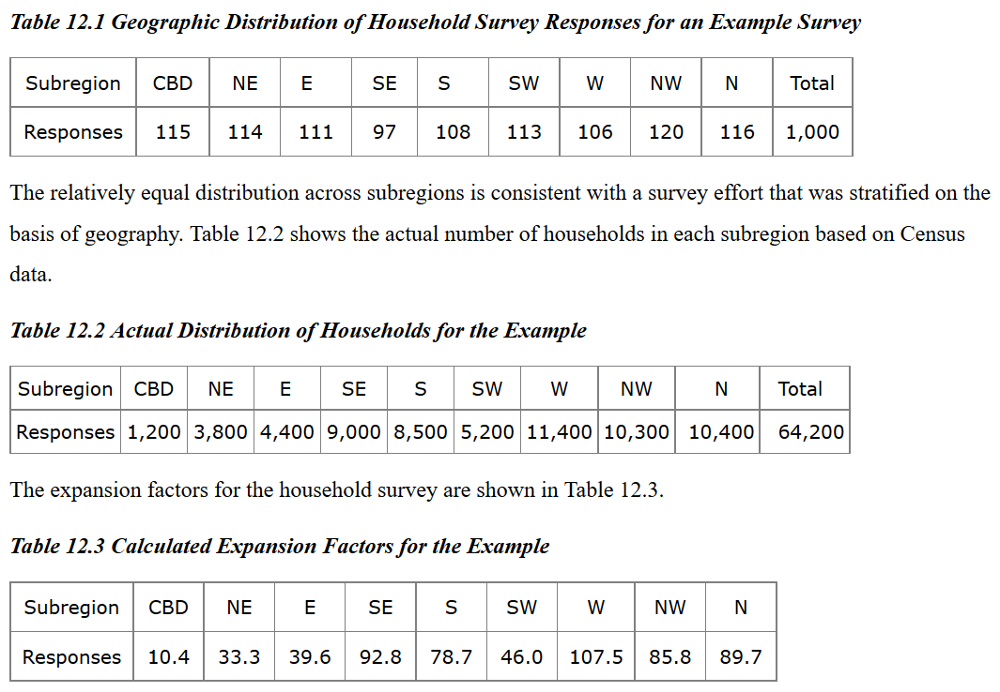 Table 12.1 Geographic Distribution of Household Survey Responses for an Example Survey
Subregion CBD NE E SE S SW W NW N Total
Responses 115 114 111 97 108 113 106 120 116 1,000
The relatively equal distribution across subregions is consistent with a survey effort that was stratified on the
basis of geography. Table 12.2 shows the actual number of households in each subregion based on Census
data.
Table 12.2 Actual Distribution of Households for the Example
Subregion CBD NE E SE S SW W NW N Total
Responses 1,200 3,800 4,400 9,000 8,500 5,200 11,400 10,300 10,400 64,200
The expansion factors for the household survey are shown in Table 12.3.
Table 12.3 Calculated Expansion Factors for the Example
Subregion CBD NE E SE S SW W NW N
Responses 10.4 33.3 39.6 92.8 78.7 46.0 107.5 85.8 89.7